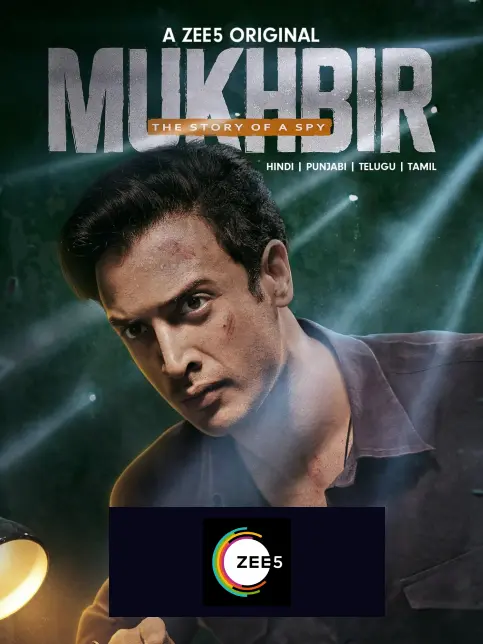 A ZEE5 ORIGINAL
MUKHBIR
THE STORY OF A SPY
HINDI | PUNJABI | TELUGU | TAMIL
ZEE5